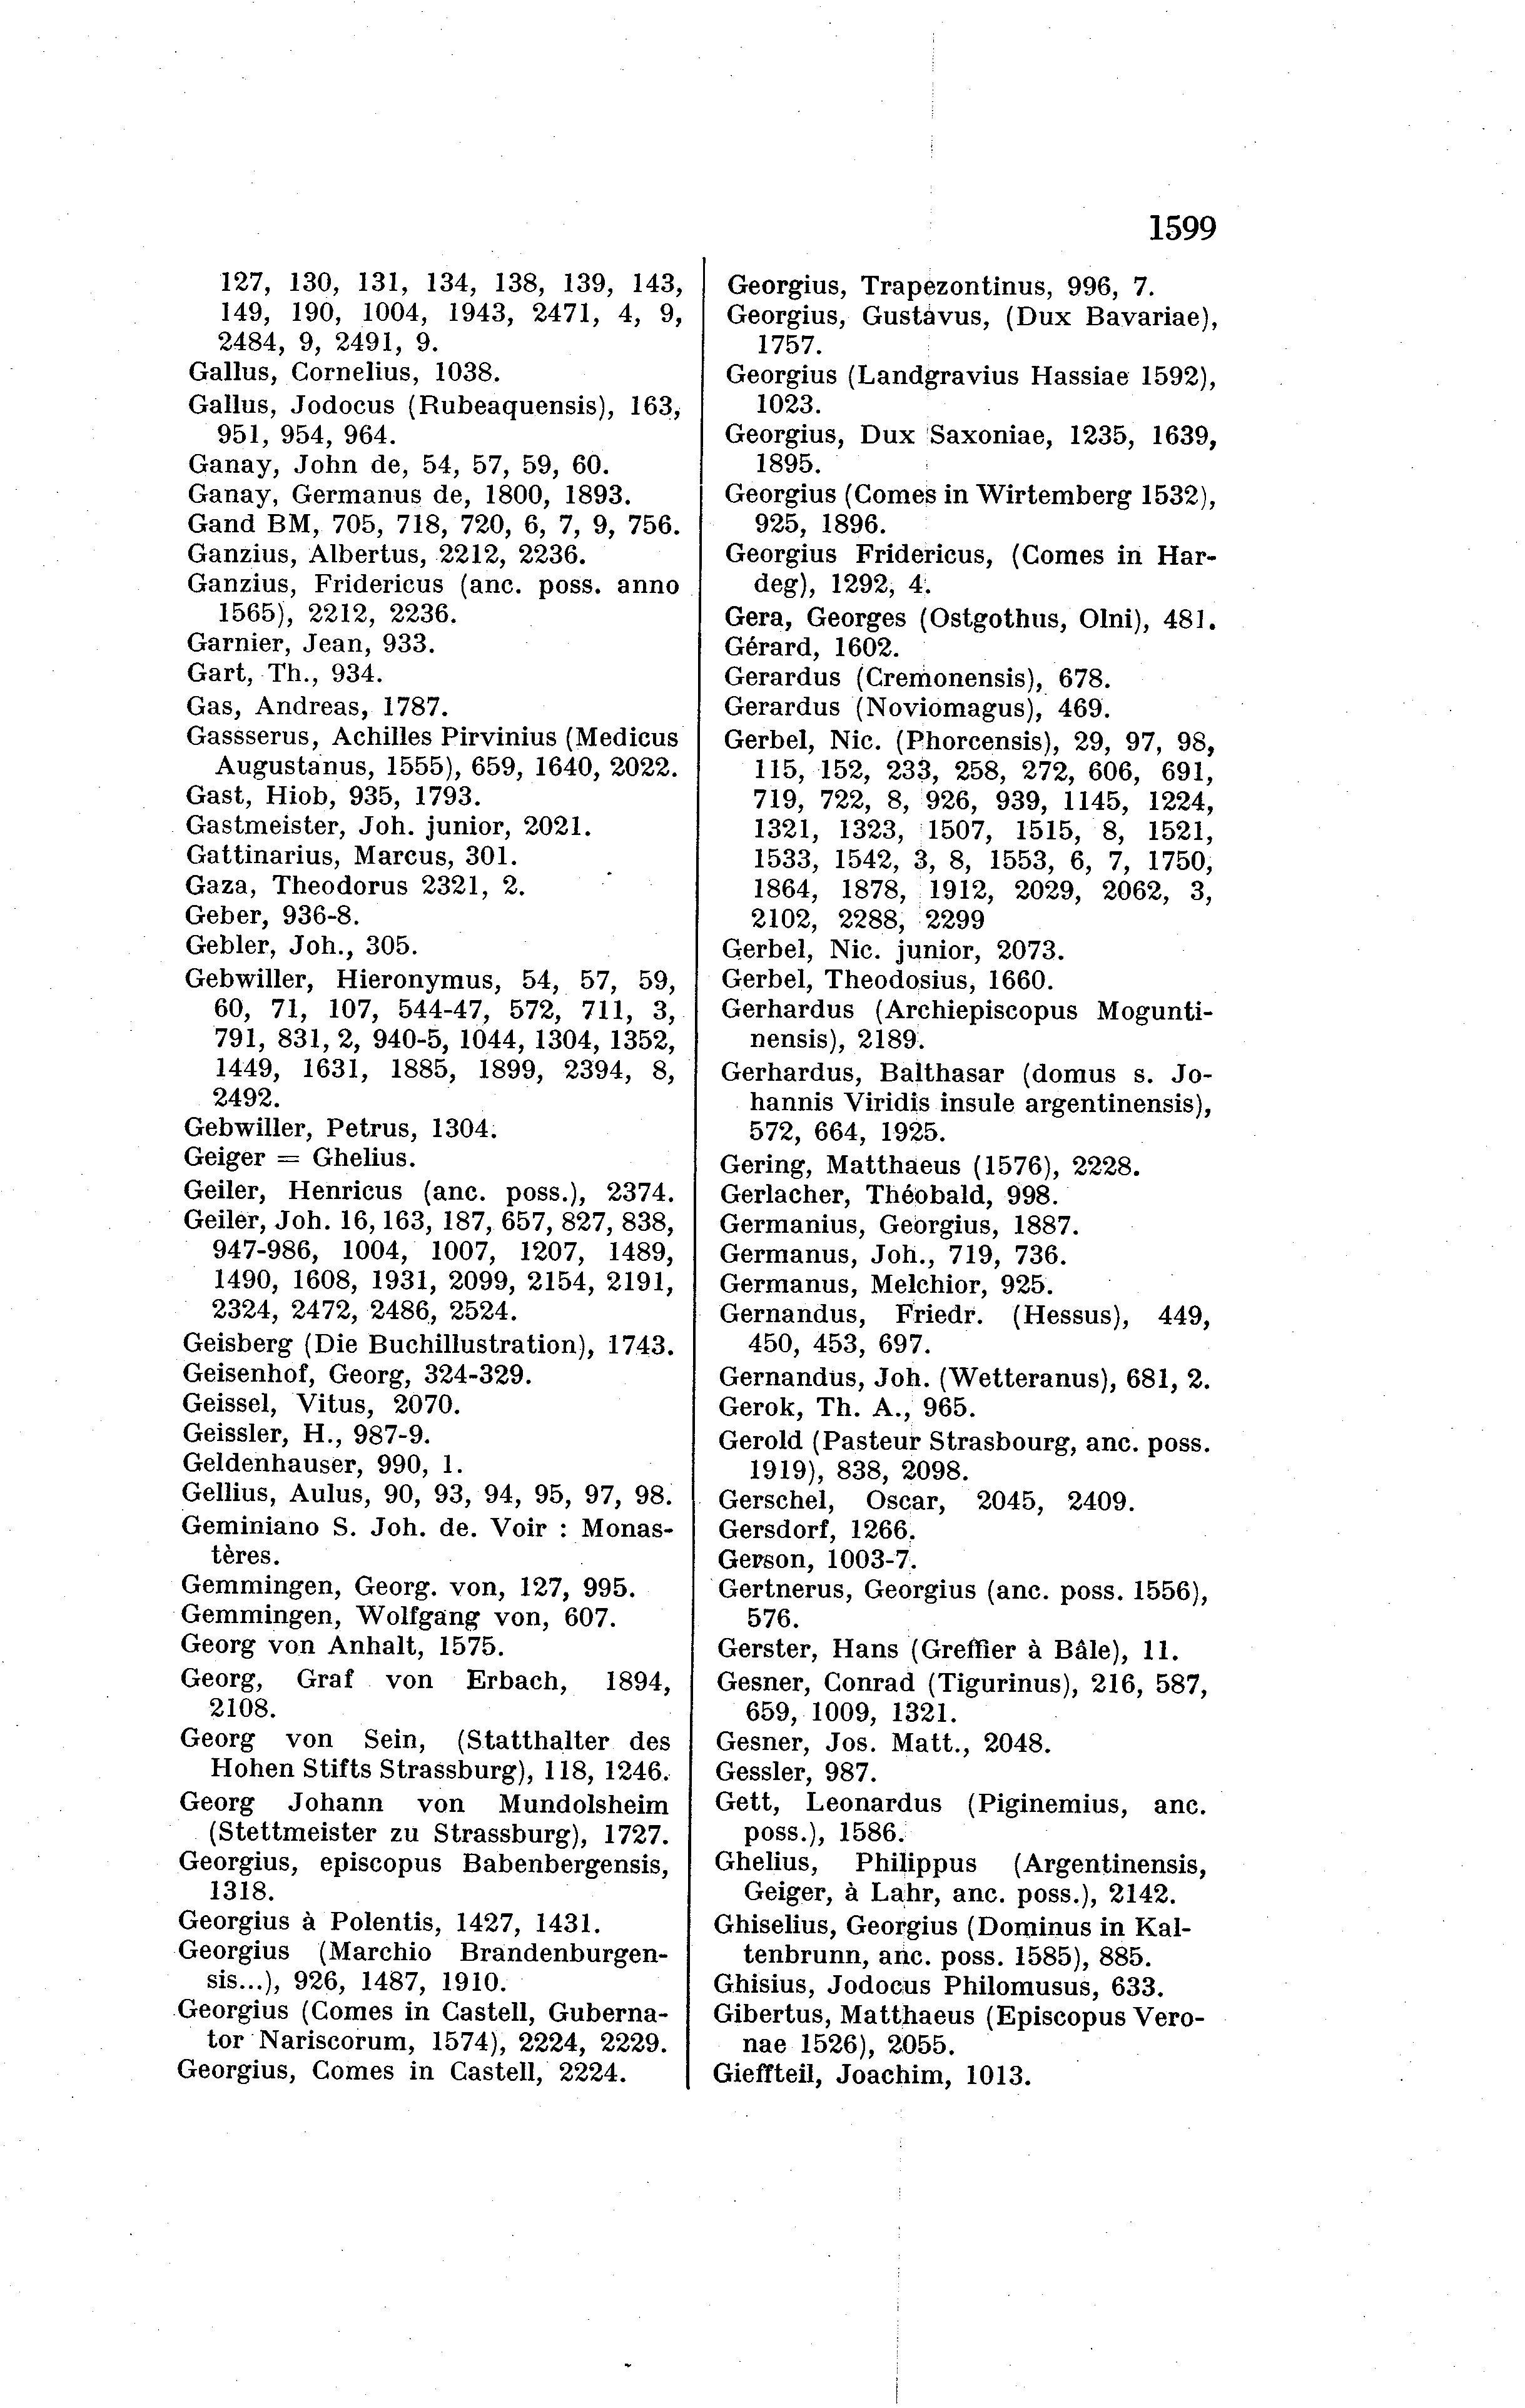 1599
127, 130, 131, 134, 138, 139, 143,
149, 190, 1004, 1943, 2471, 4, 9,
2484, 9, 2491, 9.
Gallus, Cornelius, 1038.
Gallus, Jodocus (Rubeaquensis), 163,
951, 954, 964.
Ganay, John de, 54, 57, 59, 60.
Ganay, Germanus de, 1800, 1893.
Gand BM, 705, 718, 720, 6, 7, 9, 756.
Ganzius, Albertus, 2212, 2236.
Ganzius, Fridericus (anc. poss. anno
1565), 2212, 2236.
Garnier, Jean, 933.
Gart, Th., 934.
Gas, Andreas, 1787.
Gassserus, Achilles Pirvinius (Medicus
Augustanus, 1555), 659, 1640, 2022.
Gast, Hiob, 935, 1793.
Gastmeister, Joh. junior, 2021.
Gattinarius, Marcus, 301.
Gaza, Theodorus 2321, 2.
Geber, 936-8.
Gebler, Joh., 305.
Gebwiller, Hieronymus, 54, 57, 59,
60, 71, 107, 544-47, 572, 711, 3,
791, 831, 2, 940-5, 1044, 1304, 1352,
1449, 1631, 1885, 1899, 2394, 8,
2492.
Gebwiller, Petrus, 1304.
Geiger = Ghelius.
Geiler, Henricus (anc. poss.), 2374.
Geiler, Joh. 16, 163, 187, 657, 827, 838,
947-986, 1004, 1007, 1207, 1489,
1490, 1608, 1931, 2099, 2154, 2191,
2324, 2472, 2486, 2524.
Geisberg (Die Buchillustration), 1743.
Geisenhof, Georg, 324-329.
Geissel, Vitus, 2070.
Geissler, H., 987-9.
Geldenhauser, 990, 1.
Gellius, Aulus, 90, 93, 94, 95, 97, 98.
Geminiano S. Joh. de. Voir : Monas-
tères.
Gemmingen, Georg. von, 127, 995.
Gemmingen, Wolfgang von, 607.
Georg von Anhalt, 1575.
Georg, Graf von Erbach, 1894,
2108.
Georg von Sein, (Statthalter des
Hohen Stifts Strassburg), 118, 1246.
Georg Johann von Mundolsheim
(Stettmeister zu Strassburg), 1727.
Georgius, episcopus Babenbergensis,
1318.
Georgius à Polentis, 1427, 1431.
Georgius (Marchio Brandenburgen-
sis...), 926, 1487, 1910.
Georgius (Comes in Castell, Guberna-
tor Nariscorum, 1574), 2224, 2229.
Georgius, Comes in Castell, 2224.
Georgius, Trapezontinus, 996, 7.
Georgius, Gustavus, (Dux Bavariae),
1757.
Georgius (Landgravius Hassiae 1592),
1023.
Georgius, Dux Saxoniae, 1235, 1639,
1895.
Georgius (Comes in Wirtemberg 1532),
925, 1896.
Georgius Fridericus, (Comes in Har-
deg), 1292, 4.
Gera, Georges (Ostgothus, Olni), 481.
Gérard, 1602.
Gerardus (Cremonensis), 678.
Gerardus (Noviomagus), 469.
Gerbel, Nic. (Phorcensis), 29, 97, 98,
115, 152, 233, 258, 272, 606, 691,
719, 722, 8, 926, 939, 1145, 1224,
1321, 1323, 1507, 1515, 8, 1521,
1533, 1542, 3, 8, 1553, 6, 7, 1750,
1864, 1878, 1912, 2029, 2062, 3,
2102, 2288, 2299
Gerbel, Nic. junior, 2073.
Gerbel, Theodosius, 1660.
Gerhardus (Archiepiscopus Mogunti-
nensis), 2189.
Gerhardus, Balthasar (domus s. Jo-
hannis Viridis insule argentinensis),
572, 664, 1925.
Gering, Matthaeus (1576), 2228.
Gerlacher, Théobald, 998.
Germanius, Georgius, 1887.
Germanus, Joh., 719, 736.
Germanus, Melchior, 925.
Gernandus, Friedr. (Hessus), 449,
450, 453, 697.
Gernandus, Joh. (Wetteranus), 681, 2.
Gerok, Th. A., 965.
Gerold (Pasteur Strasbourg, anc. poss.
1919), 838, 2098.
Gerschel, Oscar, 2045, 2409.
Gersdorf, 1266.
Gerson, 1003-7.
Gertnerus, Georgius (anc. poss. 1556),
576.
Gerster, Hans (Greffier à Bâle), 11.
Gesner, Conrad (Tigurinus), 216, 587,
659, 1009, 1321.
Gesner, Jos. Matt., 2048.
Gessler, 987.
Gett, Leonardus (Piginemius, anc.
poss.), 1586.
Ghelius, Philippus (Argentinensis,
Geiger, à Lahr, anc. poss.), 2142.
Ghiselius, Georgius (Dominus in Kal-
tenbrunn, anc. poss. 1585), 885.
Ghisius, Jodocus Philomusus, 633.
Gibertus, Matthaeus (Episcopus Vero-
nae 1526), 2055.
Gieffteil, Joachim, 1013.